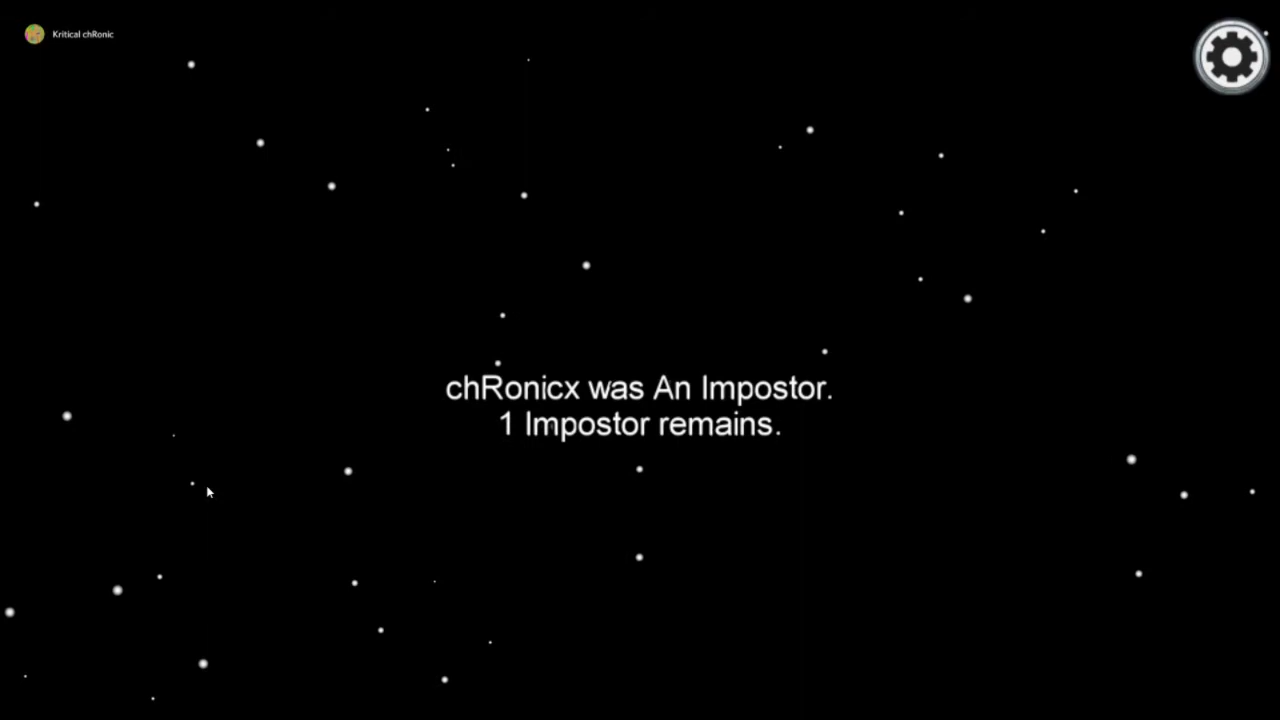 Kritical chRonic
chRonicx was An Impostor.
1 Impostor remains.